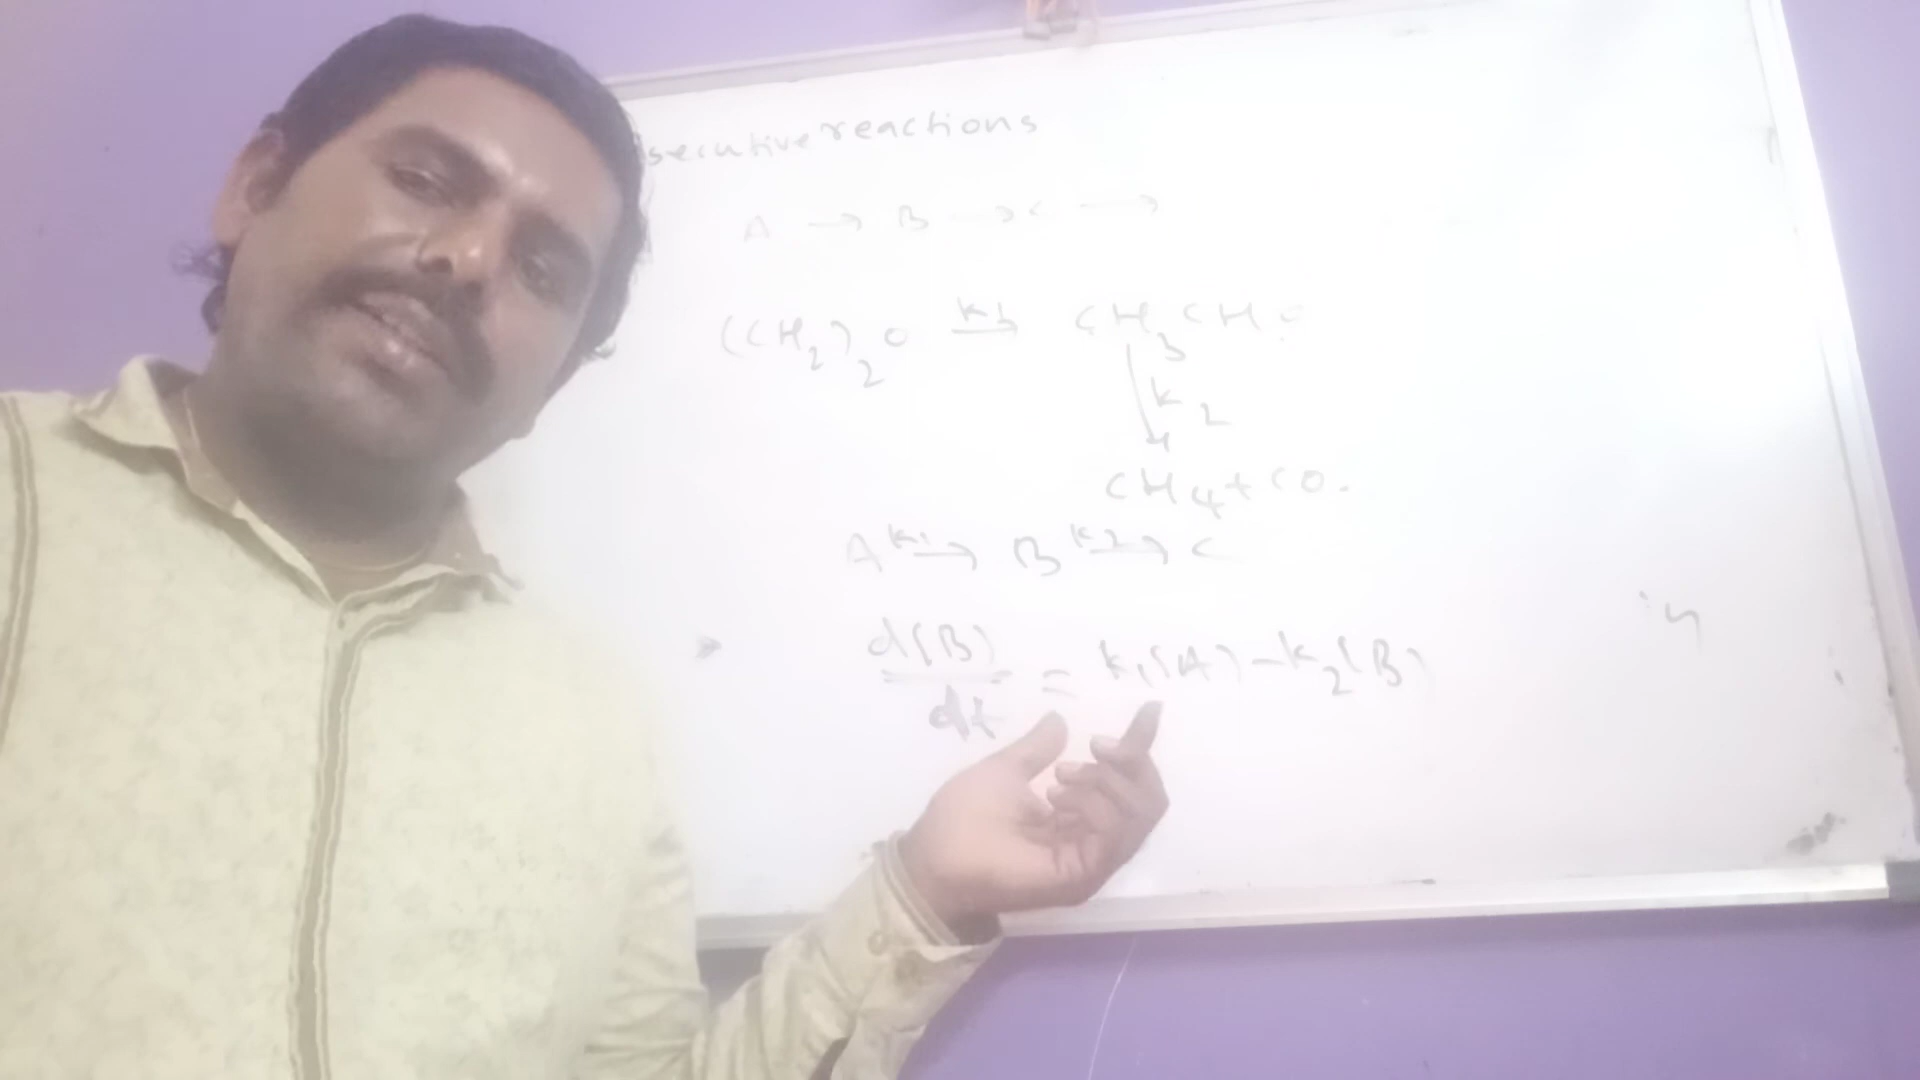 secutive reactions
A → B → C →
(CH2)2O k1→ CH3CHO
k2
CH4+CO.
A k1→ B k2→ C
d(B)/dt = k1(A) - k2(B)